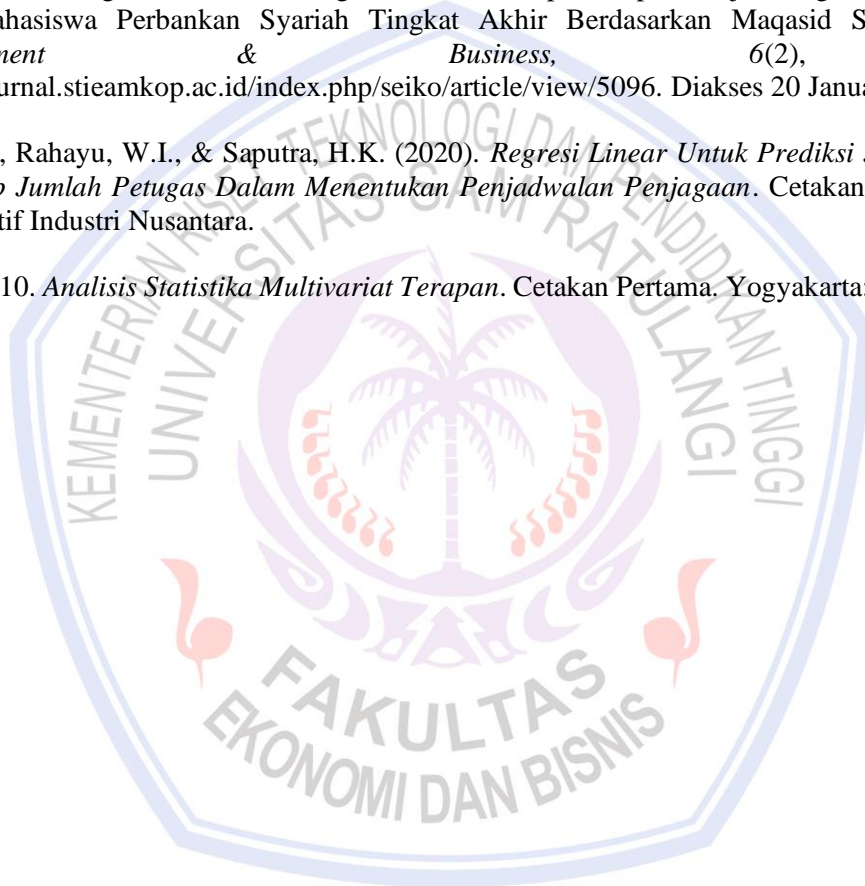 ahasiswa Perbankan Syariah Tingkat Akhir Berdasarkan Maqasid S
ment & Business, 6(2),
urnal.stieamkop.ac.id/index.php/seiko/article/view/5096. Diakses 20 Janua
, Rahayu, W.I., & Saputra, H.K. (2020). Regresi Linear Untuk Prediksi
Jumlah Petugas Dalam Menentukan Penjadwalan Penjagaan. Cetakan
tif Industri Nusantara.
10. Analisis Statistika Multivariat Terapan. Cetakan Pertama. Yogyakarta:
KEMENTERIAN RISET TEKNOLOGI DAN PENDIDIKAN TINGGI
UNIVERSITAS SAM RATULANGI
FAKULTAS
EKONOMI DAN BISNIS